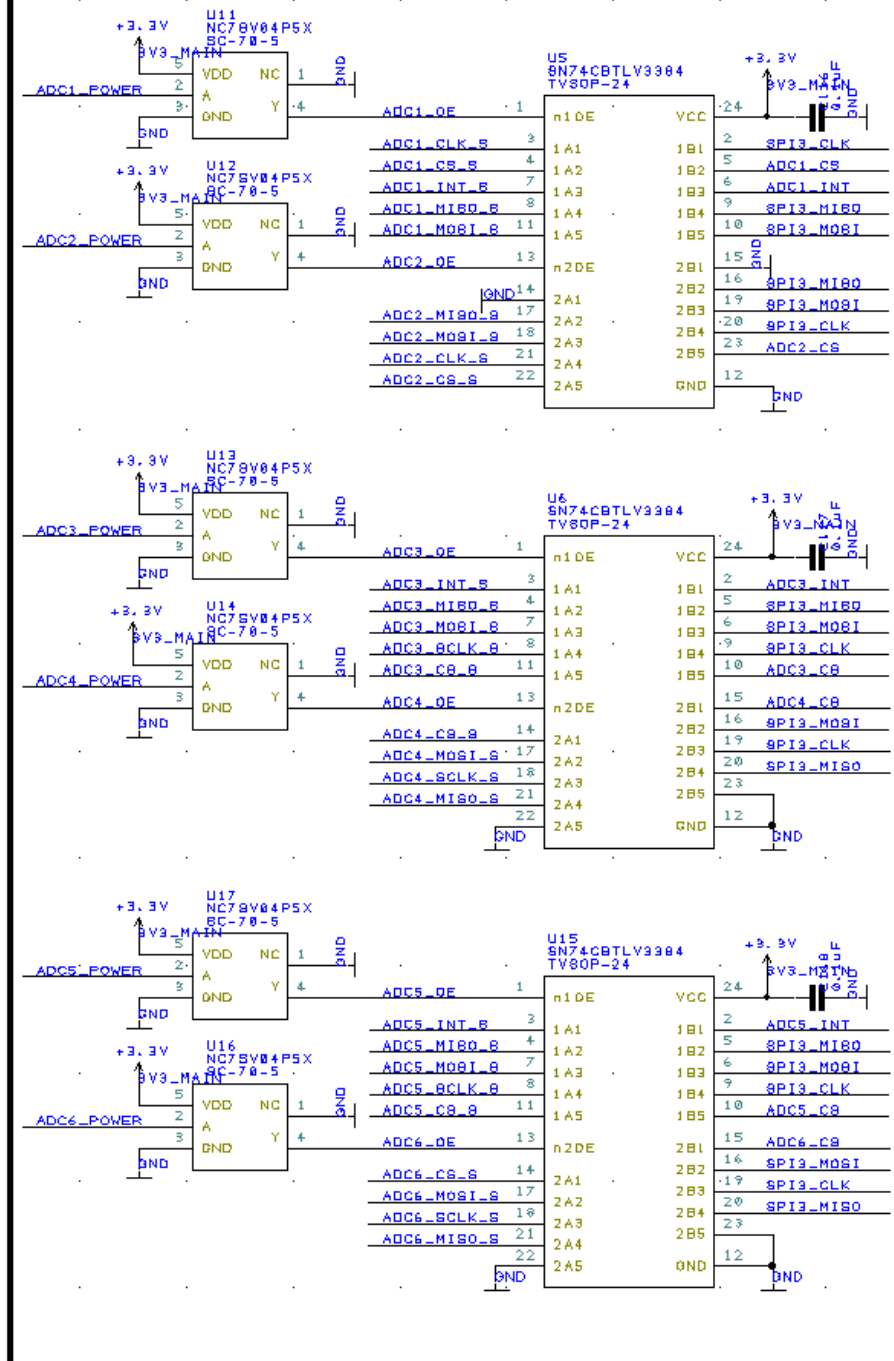 U11
NC7SV04P5X
SC-70-5
+3.3V
3V3_MAIN
5 VDD NC 1 GND
ADC1_POWER 2 A
3 GND Y 4
GND
U5
SN74CBTLV3384
TVSOP-24
+3.3V
3V3_MAIN
0.1uF
GND
ADC1_OE 1 n1OE VCC 24
ADC1_CLK_S 3 1A1 1B1 2 SPI3_CLK
ADC1_CS_S 4 1A2 1B2 5 ADC1_CS
ADC1_INT_S 7 1A3 1B3 6 ADC1_INT
ADC1_MISO_S 8 1A4 1B4 9 SPI3_MISO
ADC1_MOSI_S 11 1A5 1B5 10 SPI3_MOSI
U12
NC7SV04P5X
SC-70-5
+3.3V
3V3_MAIN
5 VDD NC 1 GND
ADC2_POWER 2 A
3 GND Y 4
GND
ADC2_OE 13 n2OE 2B1 15 GND
GND 14 2A1 2B2 16 SPI3_MISO
ADC2_MISO_S 17 2A2 2B3 19 SPI3_MOSI
ADC2_MOSI_S 18 2A3 2B4 20 SPI3_CLK
ADC2_CLK_S 21 2A4 2B5 23 ADC2_CS
ADC2_CS_S 22 2A5 GND 12
GND
U13
NC7SV04P5X
SC-70-5
+3.3V
3V3_MAIN
5 VDD NC 1 GND
ADC3_POWER 2 A
3 GND Y 4
GND
U6
SN74CBTLV3384
TVSOP-24
+3.3V
3V3_MAIN
0.1uF
ADC3_OE 1 n1OE VCC 24
ADC3_INT_S 3 1A1 1B1 2 ADC3_INT
ADC3_MISO_S 4 1A2 1B2 5 SPI3_MISO
ADC3_MOSI_S 7 1A3 1B3 6 SPI3_MOSI
ADC3_SCLK_S 8 1A4 1B4 9 SPI3_CLK
ADC3_CS_S 11 1A5 1B5 10 ADC3_CS
U14
NC7SV04P5X
SC-70-5
+3.3V
3V3_MAIN
5 VDD NC 1 GND
ADC4_POWER 2 A
3 GND Y 4
GND
ADC4_OE 13 n2OE 2B1 15 ADC4_CS
ADC4_CS_S 14 2A1 2B2 16 SPI3_MOSI
ADC4_MOSI_S 17 2A2 2B3 19 SPI3_CLK
ADC4_SCLK_S 18 2A3 2B4 20 SPI3_MISO
ADC4_MISO_S 21 2A4 2B5 23
22 2A5 GND 12
GND GND
U17
NC7SV04P5X
SC-70-5
+3.3V
3V3_MAIN
5 VDD NC 1 GND
ADC5_POWER 2 A
3 GND Y 4
GND
U15
SN74CBTLV3384
TVSOP-24
+3.3V
3V3_MAIN
0.1uF
GND
ADC5_OE 1 n1OE VCC 24
ADC5_INT_S 3 1A1 1B1 2 ADC5_INT
ADC5_MISO_S 4 1A2 1B2 5 SPI3_MISO
ADC5_MOSI_S 7 1A3 1B3 6 SPI3_MOSI
ADC5_SCLK_S 8 1A4 1B4 9 SPI3_CLK
ADC5_CS_S 11 1A5 1B5 10 ADC5_CS
U16
NC7SV04P5X
SC-70-5
+3.3V
3V3_MAIN
5 VDD NC 1 GND
ADC6_POWER 2 A
3 GND Y 4
GND
ADC6_OE 13 n2OE 2B1 15 ADC6_CS
ADC6_CS_S 14 2A1 2B2 16 SPI3_MOSI
ADC6_MOSI_S 17 2A2 2B3 19 SPI3_CLK
ADC6_SCLK_S 18 2A3 2B4 20 SPI3_MISO
ADC6_MISO_S 21 2A4 2B5 23
22 2A5 GND 12
GND GND